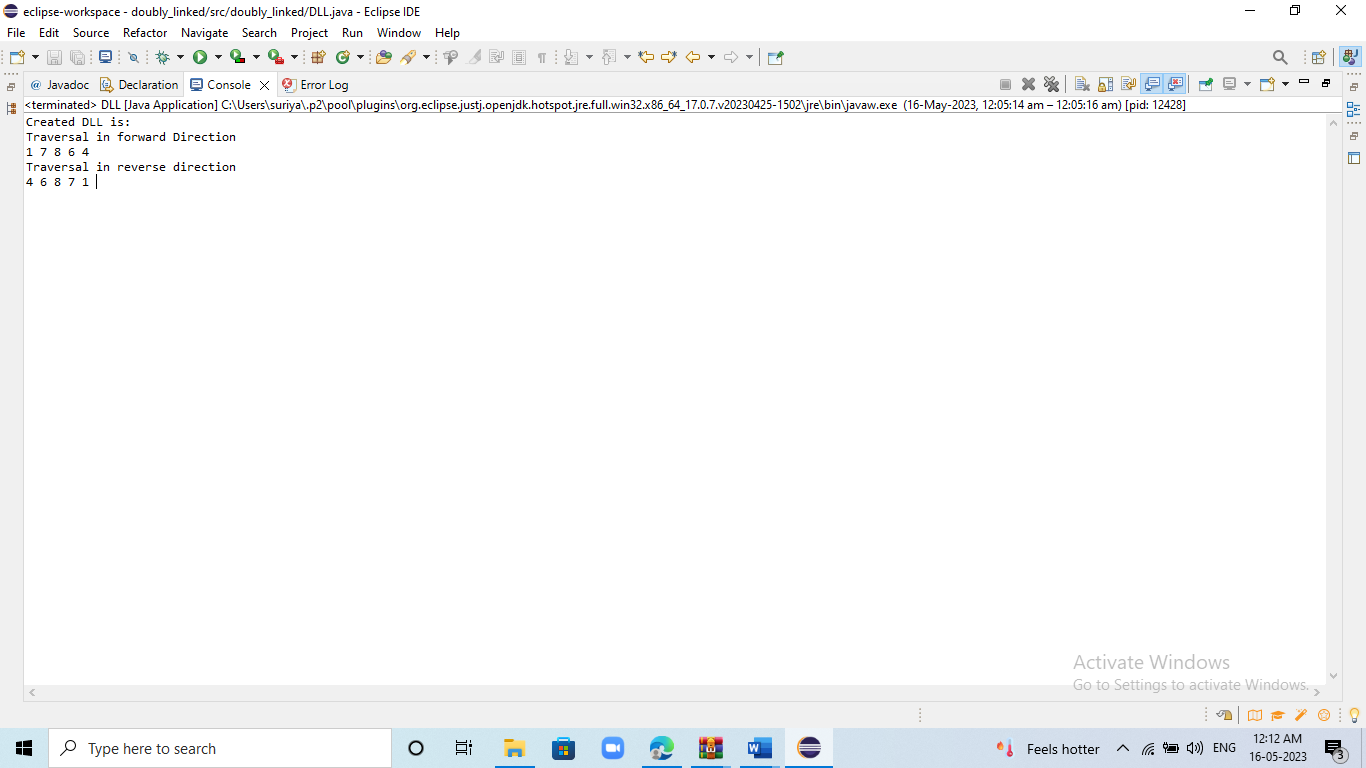 eclipse-workspace - doubly_linked/src/doubly_linked/DLL.java - Eclipse IDE
File Edit Source Refactor Navigate Search Project Run Window Help
@ Javadoc Declaration Console Error Log
<terminated> DLL [Java Application] C:\Users\suriya\.p2\pool\plugins\org.eclipse.justj.openjdk.hotspot.jre.full.win32.x86_64_17.0.7.v20230425-1502\jre\bin\javaw.exe (16-May-2023, 12:05:14 am – 12:05:16 am) [pid: 12428]
Created DLL is:
Traversal in forward Direction
1 7 8 6 4
Traversal in reverse direction
4 6 8 7 1
Activate Windows
Go to Settings to activate Windows.
Type here to search
Feels hotter
ENG
12:12 AM
16-05-2023
3